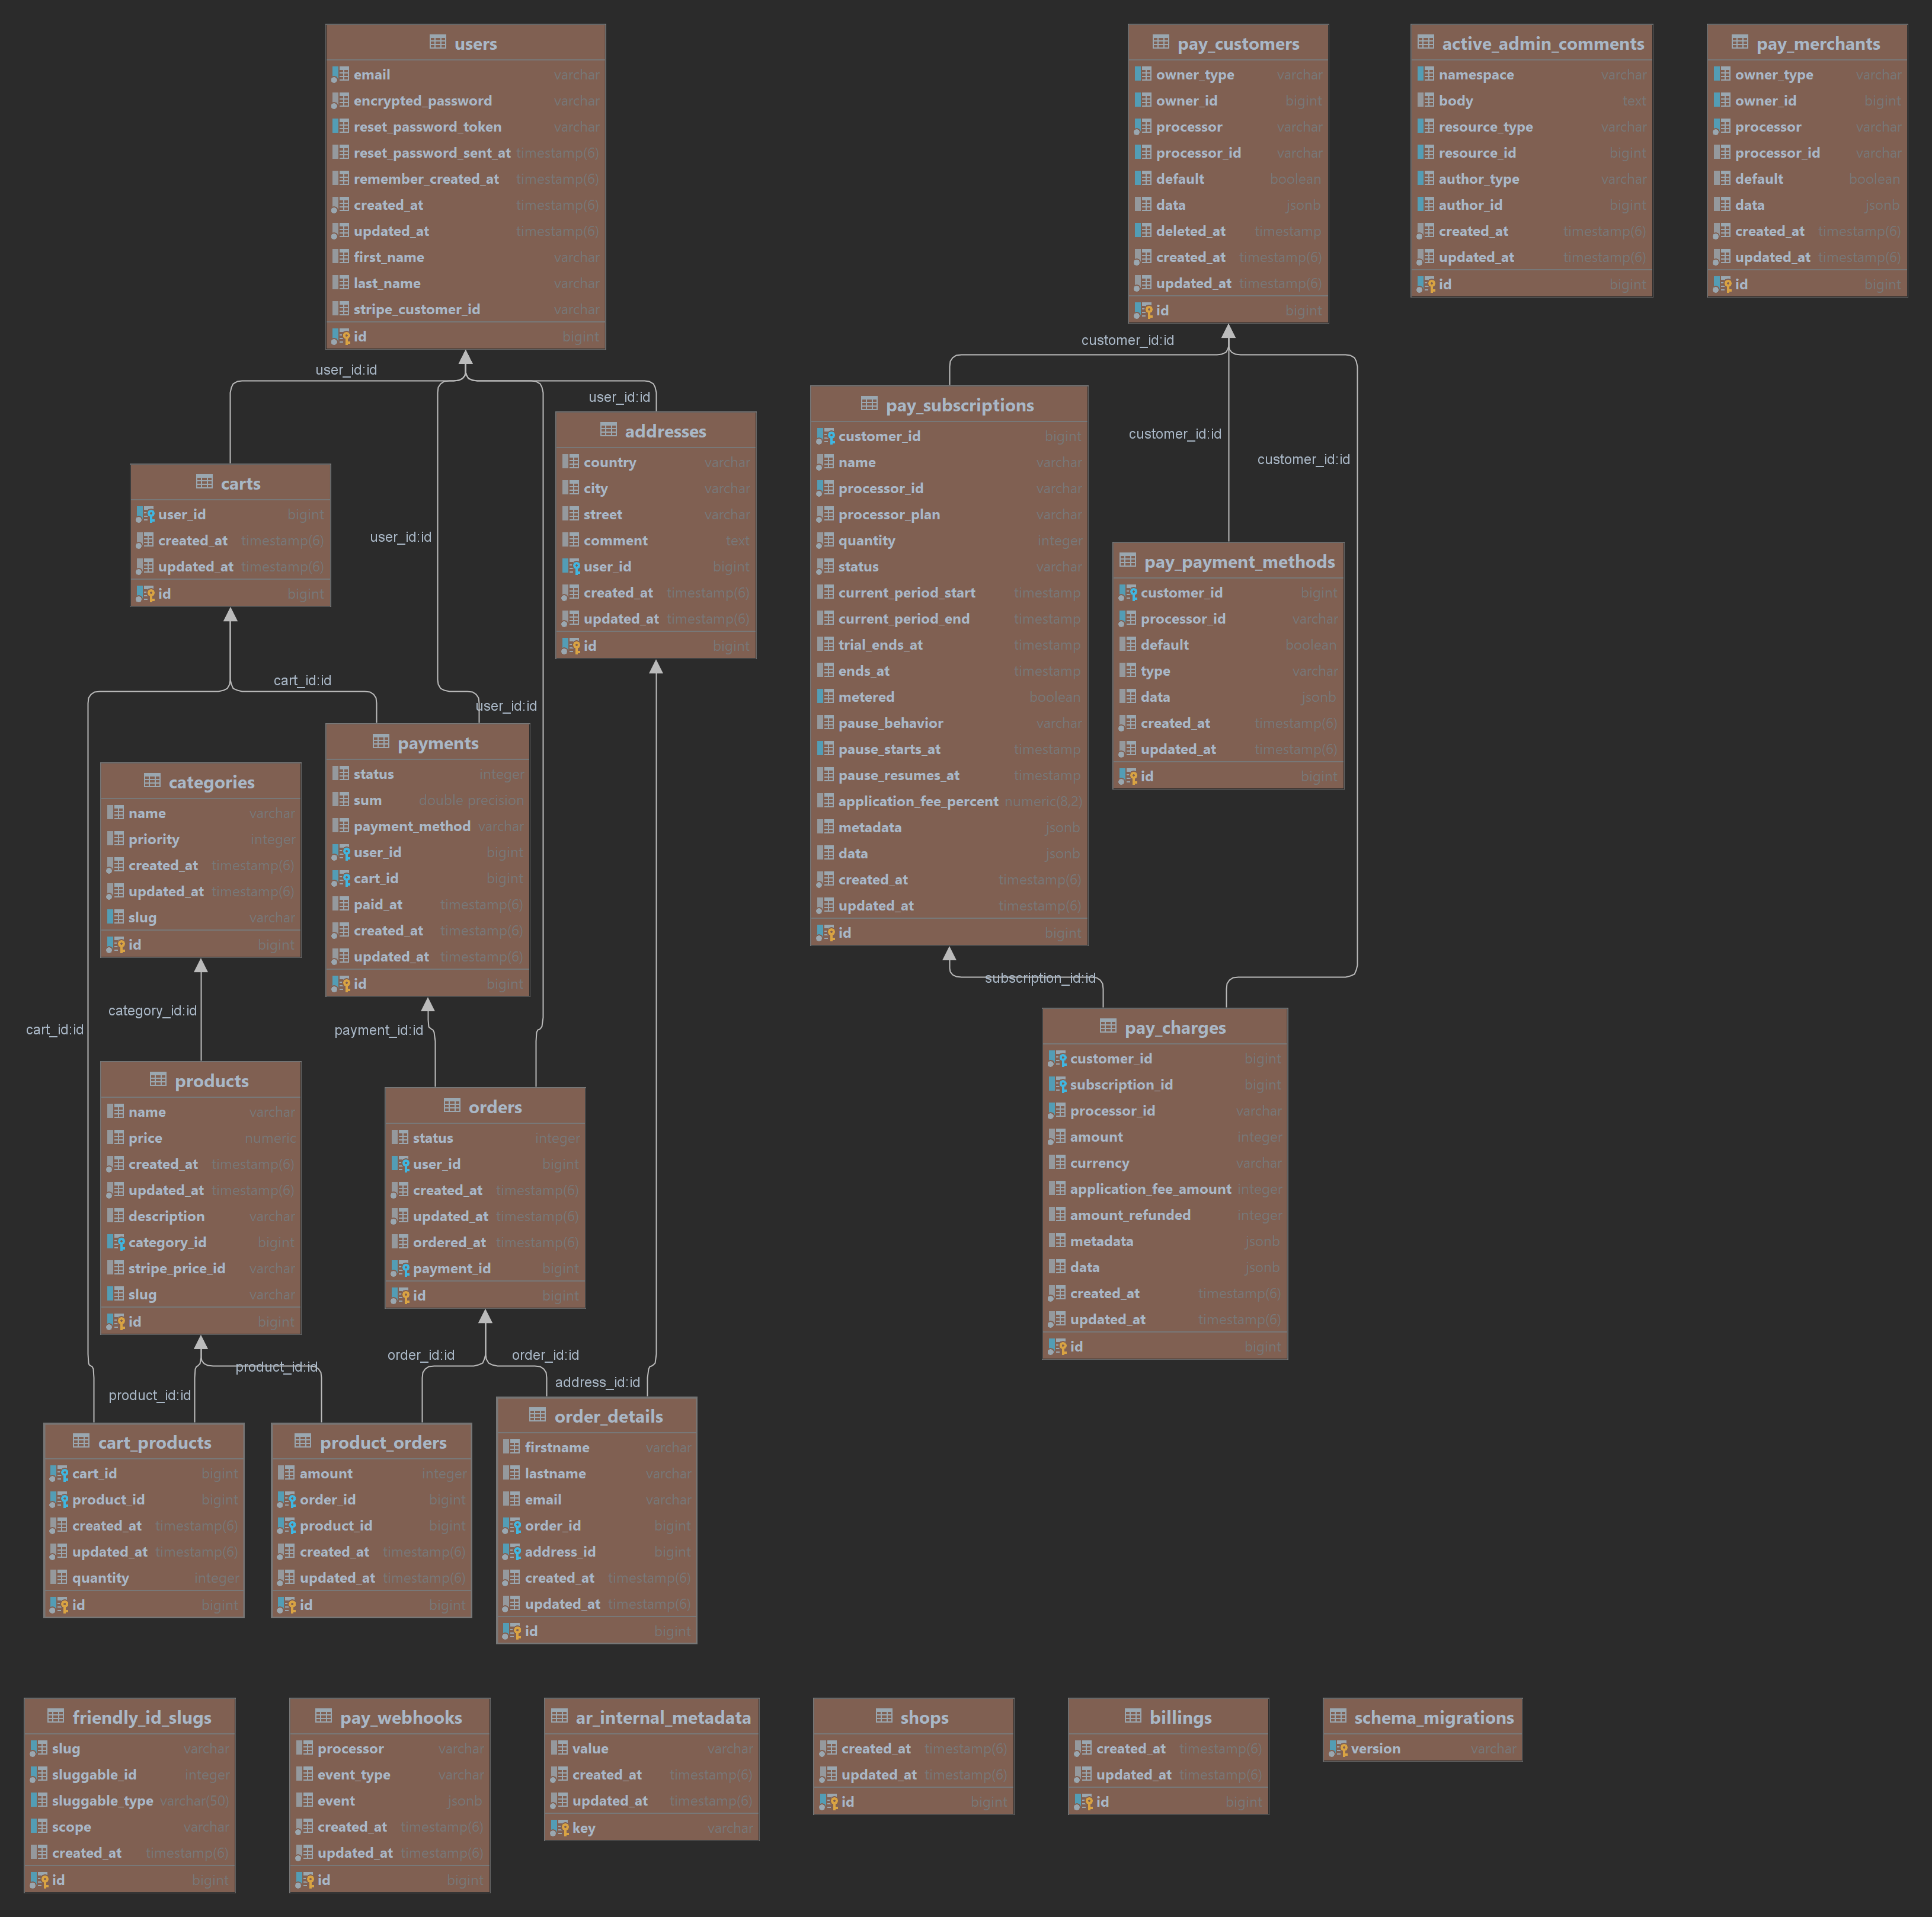 users
email varchar
encrypted_password varchar
reset_password_token varchar
reset_password_sent_at timestamp(6)
remember_created_at timestamp(6)
created_at timestamp(6)
updated_at timestamp(6)
first_name varchar
last_name varchar
stripe_customer_id varchar
id bigint
pay_customers
owner_type varchar
owner_id bigint
processor varchar
processor_id varchar
default boolean
data jsonb
deleted_at timestamp
created_at timestamp(6)
updated_at timestamp(6)
id bigint
active_admin_comments
namespace varchar
body text
resource_type varchar
resource_id bigint
author_type varchar
author_id bigint
created_at timestamp(6)
updated_at timestamp(6)
id bigint
pay_merchants
owner_type varchar
owner_id bigint
processor varchar
processor_id varchar
default boolean
data jsonb
created_at timestamp(6)
updated_at timestamp(6)
id bigint
user_id:id
user_id:id
user_id:id
user_id:id
customer_id:id
customer_id:id
customer_id:id
carts
user_id bigint
created_at timestamp(6)
updated_at timestamp(6)
id bigint
addresses
country varchar
city varchar
street varchar
comment text
user_id bigint
created_at timestamp(6)
updated_at timestamp(6)
id bigint
pay_subscriptions
customer_id bigint
name varchar
processor_id varchar
processor_plan varchar
quantity integer
status varchar
current_period_start timestamp
current_period_end timestamp
trial_ends_at timestamp
ends_at timestamp
metered boolean
pause_behavior varchar
pause_starts_at timestamp
pause_resumes_at timestamp
application_fee_percent numeric(8,2)
metadata jsonb
data jsonb
created_at timestamp(6)
updated_at timestamp(6)
id bigint
pay_payment_methods
customer_id bigint
processor_id varchar
default boolean
type varchar
data jsonb
created_at timestamp(6)
updated_at timestamp(6)
id bigint
cart_id:id
cart_id:id
categories
name varchar
priority integer
created_at timestamp(6)
updated_at timestamp(6)
slug varchar
id bigint
payments
status integer
sum double precision
payment_method varchar
user_id bigint
cart_id bigint
paid_at timestamp(6)
created_at timestamp(6)
updated_at timestamp(6)
id bigint
category_id:id
payment_id:id
subscription_id:id
products
name varchar
price numeric
created_at timestamp(6)
updated_at timestamp(6)
description varchar
category_id bigint
stripe_price_id varchar
slug varchar
id bigint
orders
status integer
user_id bigint
created_at timestamp(6)
updated_at timestamp(6)
ordered_at timestamp(6)
payment_id bigint
id bigint
pay_charges
customer_id bigint
subscription_id bigint
processor_id varchar
amount integer
currency varchar
application_fee_amount integer
amount_refunded integer
metadata jsonb
data jsonb
created_at timestamp(6)
updated_at timestamp(6)
id bigint
product_id:id
product_id:id
order_id:id
order_id:id
address_id:id
cart_products
cart_id bigint
product_id bigint
created_at timestamp(6)
updated_at timestamp(6)
quantity integer
id bigint
product_orders
amount integer
order_id bigint
product_id bigint
created_at timestamp(6)
updated_at timestamp(6)
id bigint
order_details
firstname varchar
lastname varchar
email varchar
order_id bigint
address_id bigint
created_at timestamp(6)
updated_at timestamp(6)
id bigint
friendly_id_slugs
slug varchar
sluggable_id integer
sluggable_type varchar(50)
scope varchar
created_at timestamp(6)
id bigint
pay_webhooks
processor varchar
event_type varchar
event jsonb
created_at timestamp(6)
updated_at timestamp(6)
id bigint
ar_internal_metadata
value varchar
created_at timestamp(6)
updated_at timestamp(6)
key varchar
shops
created_at timestamp(6)
updated_at timestamp(6)
id bigint
billings
created_at timestamp(6)
updated_at timestamp(6)
id bigint
schema_migrations
version varchar